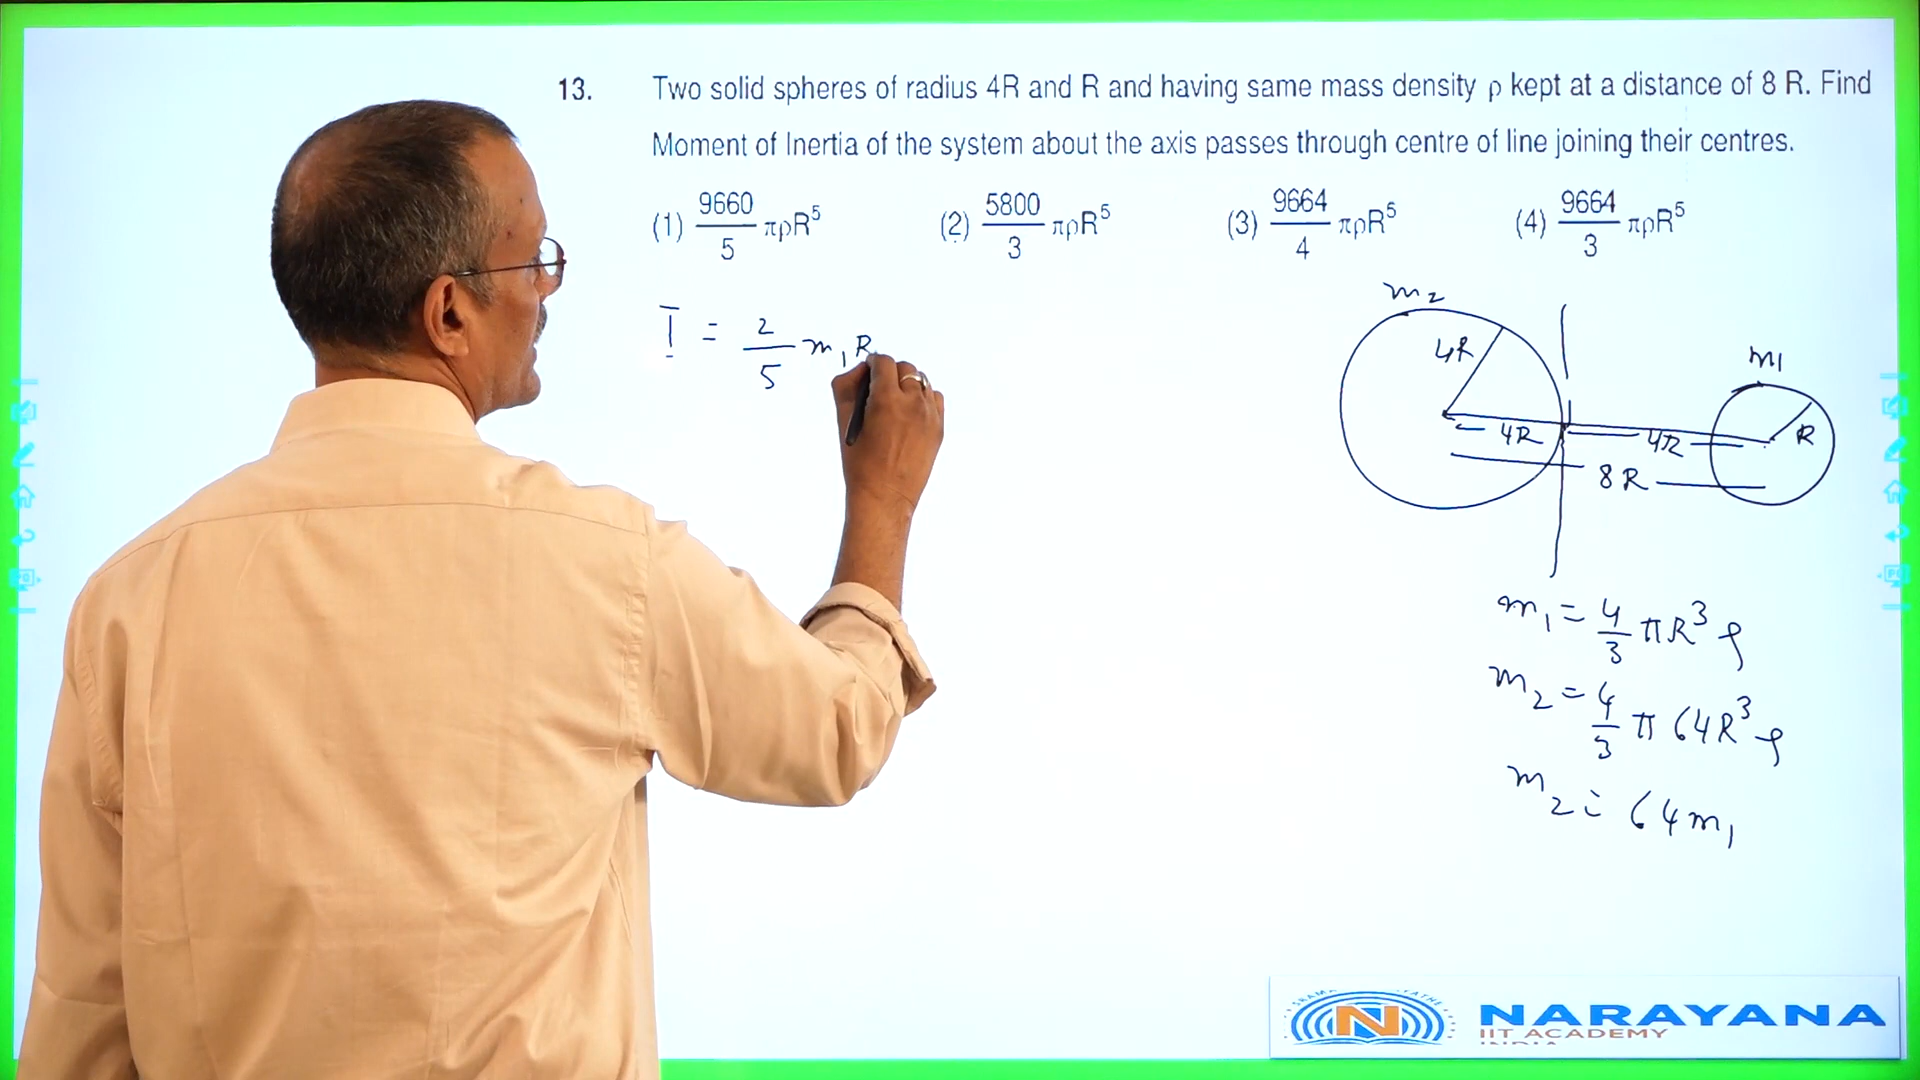 13. Two solid spheres of radius 4R and R and having same mass density ρ kept at a distance of 8 R. Find
Moment of Inertia of the system about the axis passes through centre of line joining their centres.
(1) 9660/5 πρR⁵ (2) 5800/3 πρR⁵ (3) 9664/4 πρR⁵ (4) 9664/3 πρR⁵
I = 2/5 m₁R
m₂
4R
m₁
4R
4R
R
8R
m₁ = 4/3 πR³ρ
m₂ = 4/3 π 64R³ρ
m₂ = 64m₁
NARAYANA
IIT ACADEMY